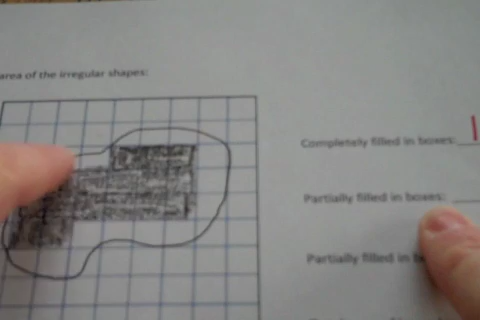 area of the irregular shapes:
Completely filled in boxes:
Partially filled in boxes:
Partially filled in